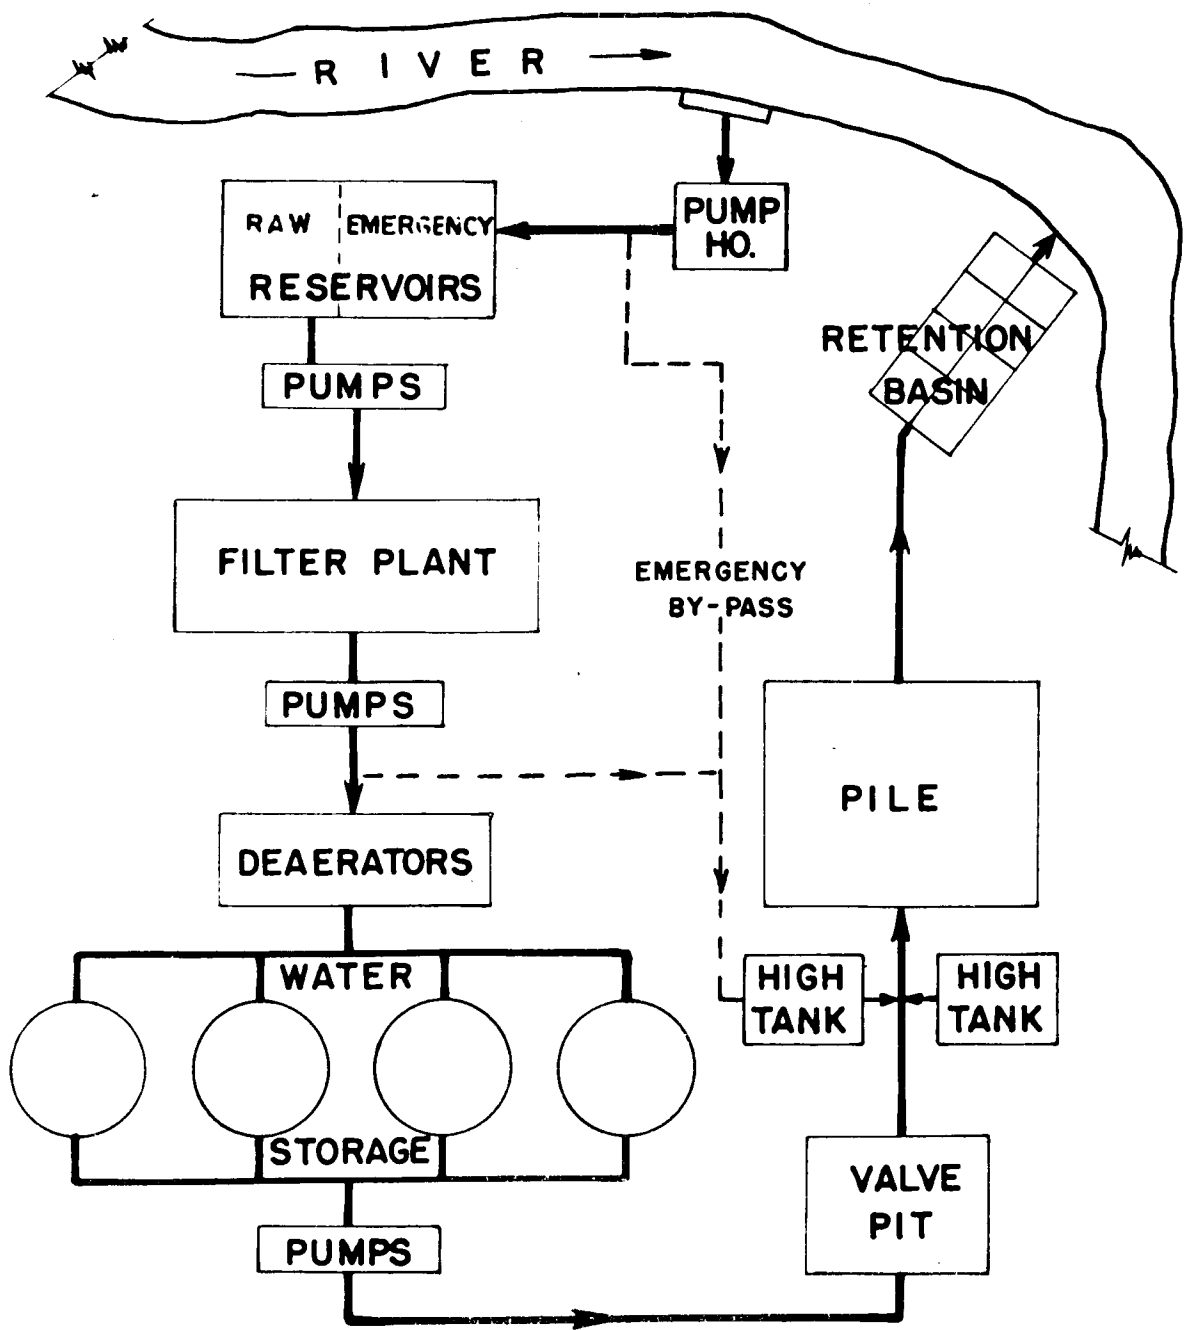 RIVER
PUMP
HO.
RAW
EMERGENCY
RESERVOIRS
RETENTION
BASIN
PUMPS
FILTER PLANT
EMERGENCY
BY-PASS
PUMPS
PILE
DEAERATORS
WATER
HIGH
TANK
HIGH
TANK
STORAGE
VALVE
PIT
PUMPS